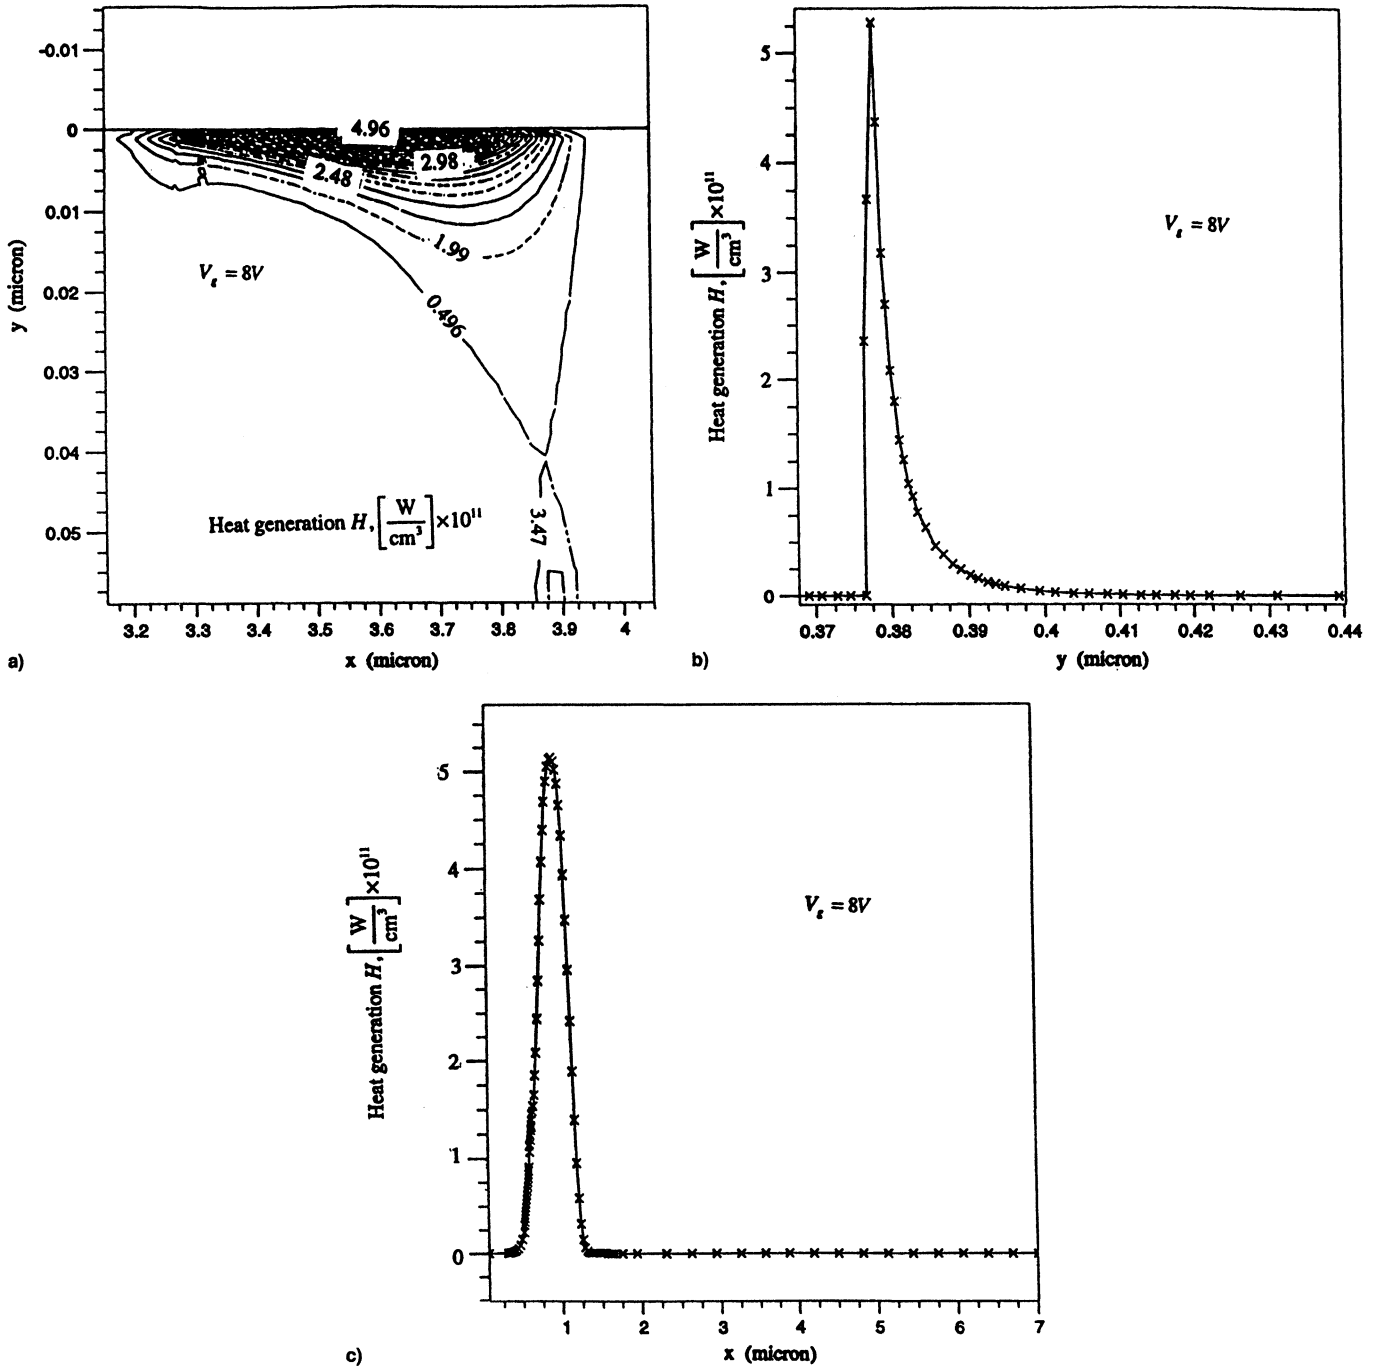 -0.01
0
0.01
0.02
0.03
0.04
0.05
y (micron)
4.96
2.98
2.48
1.99
0.496
3.47
V_g = 8V
Heat generation H, [W/cm³]×10¹¹
3.2 3.3 3.4 3.5 3.6 3.7 3.8 3.9 4
x (micron)
a)
5
4
3
2
1
0
Heat generation H, [W/cm³]×10¹¹
V_g = 8V
0.37 0.38 0.39 0.4 0.41 0.42 0.43 0.44
y (micron)
b)
5
4
3
2
1
0
Heat generation H, [W/cm³]×10¹¹
V_g = 8V
1 2 3 4 5 6 7
x (micron)
c)